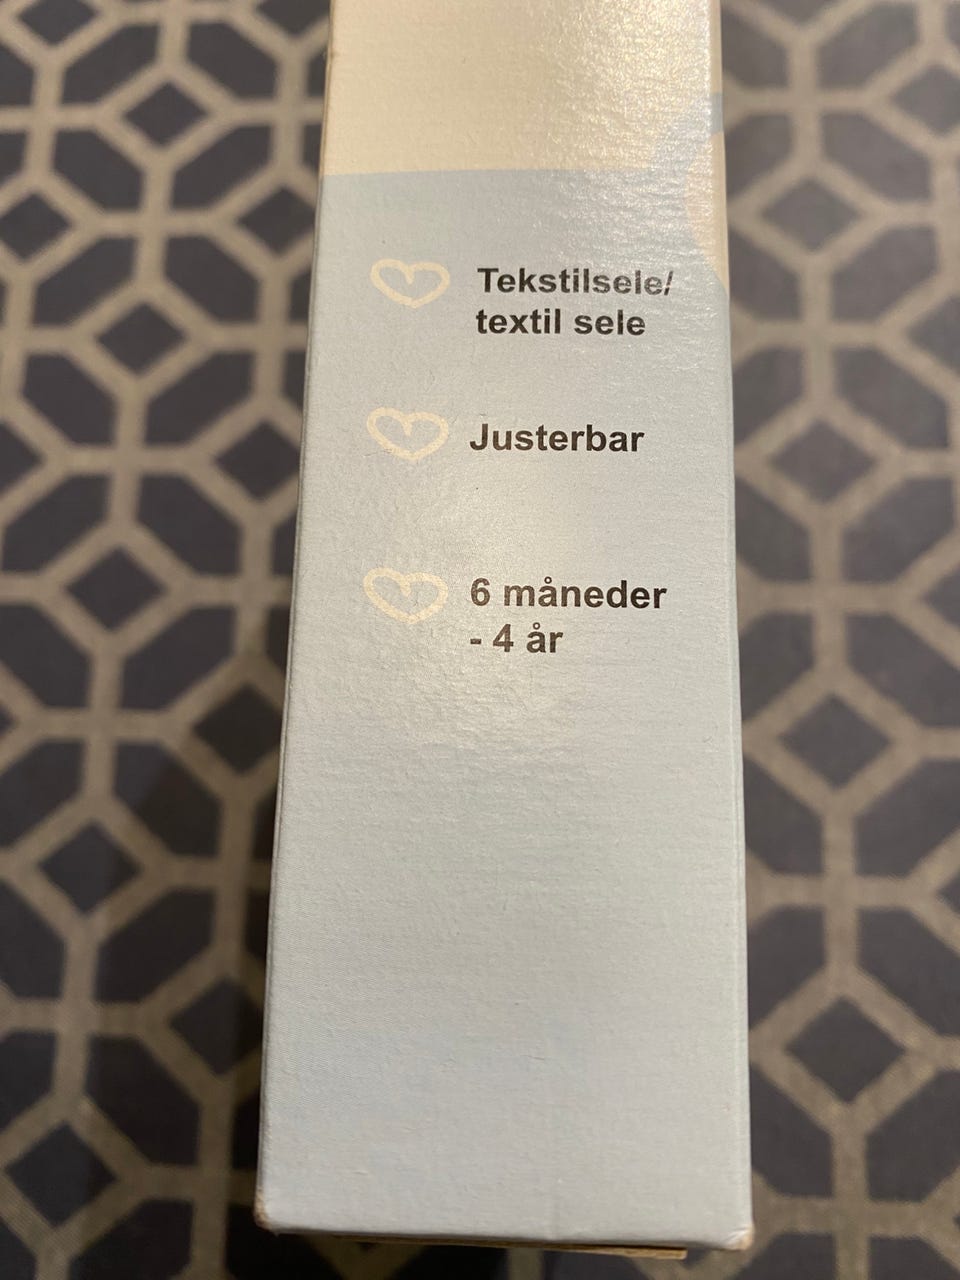 Tekstilsele/
textil sele
Justerbar
6 måneder
- 4 år